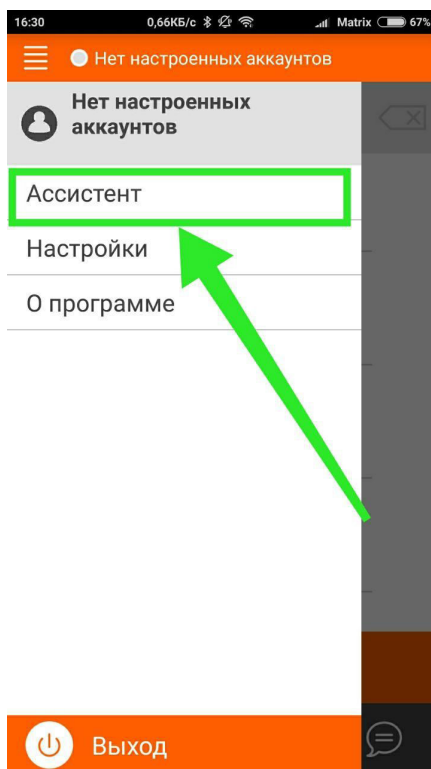 16:30 0,66КБ/с Matrix 67%
Нет настроенных аккаунтов
Нет настроенных
аккаунтов
Ассистент
Настройки
О программе
Выход